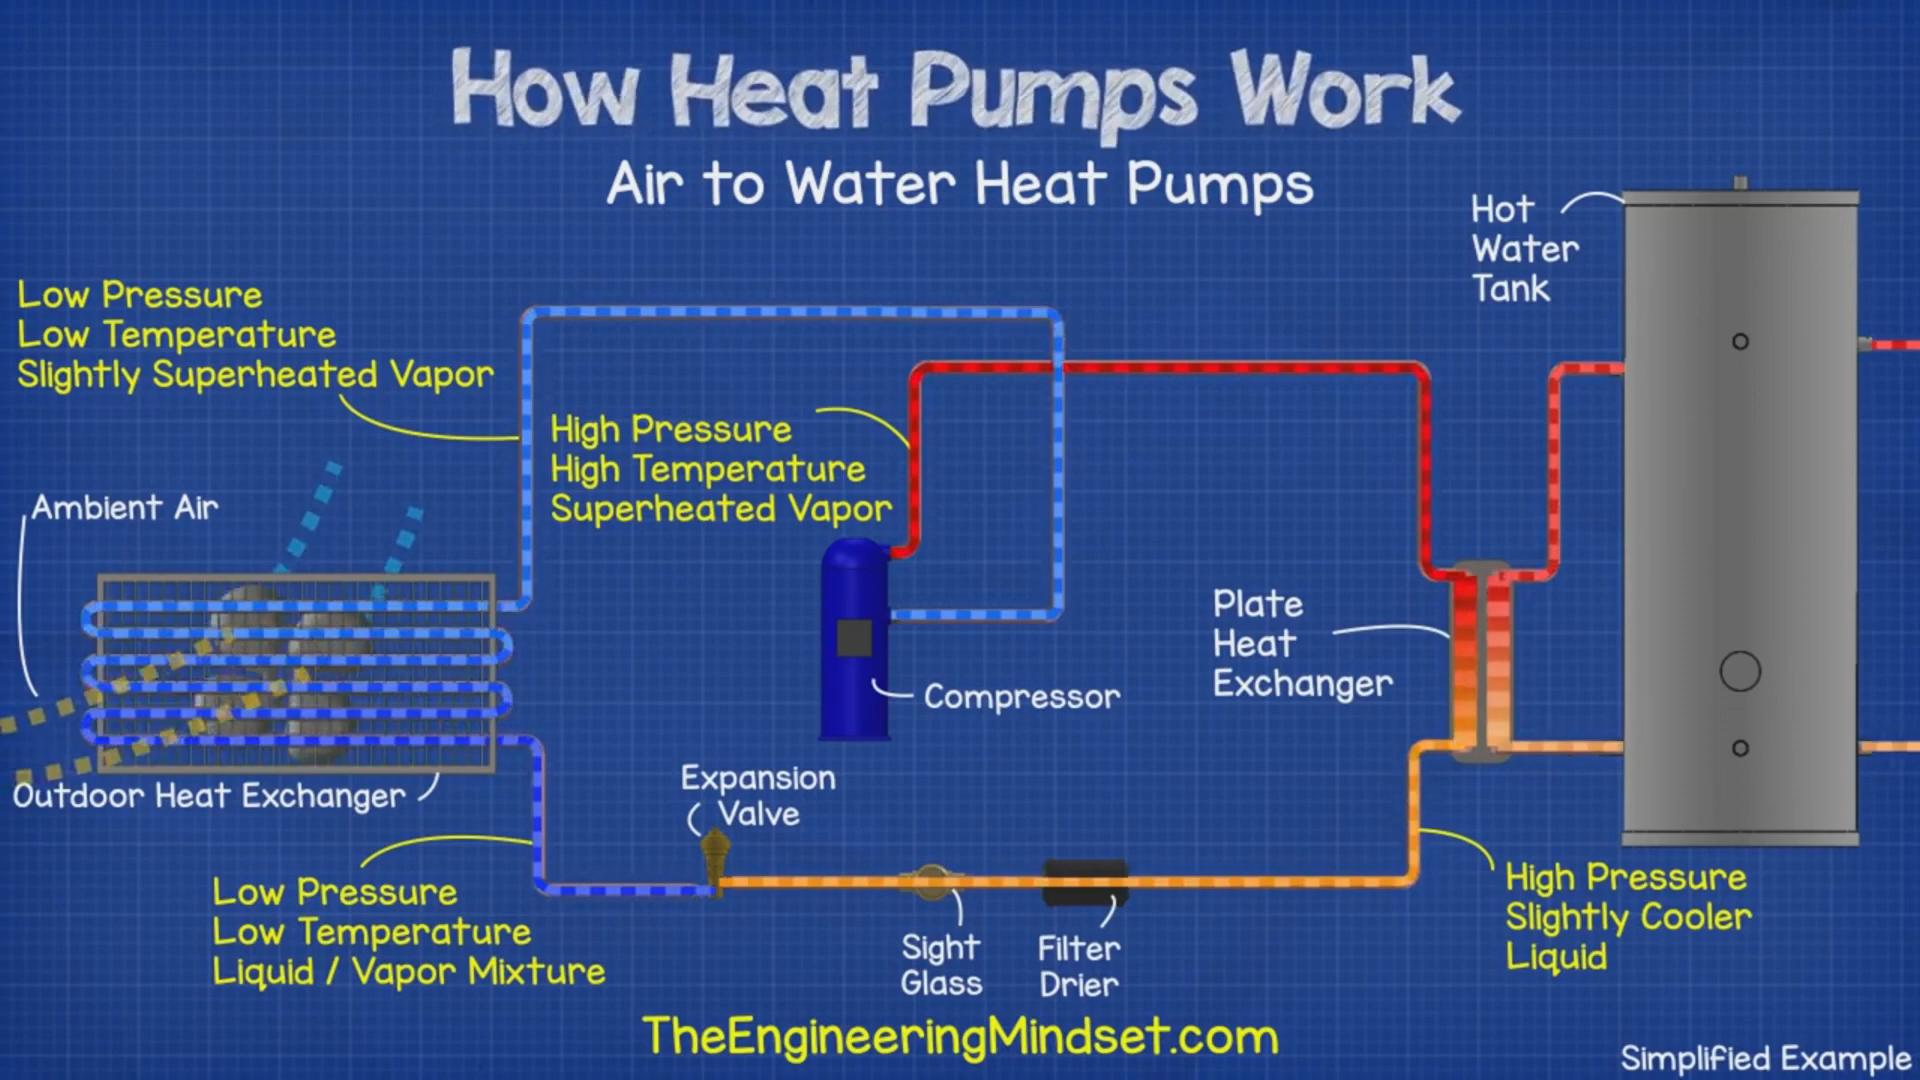 How Heat Pumps Work
Air to Water Heat Pumps
Hot
Water
Tank
Low Pressure
Low Temperature
Slightly Superheated Vapor
High Pressure
High Temperature
Superheated Vapor
Ambient Air
Plate
Heat
Exchanger
Compressor
Outdoor Heat Exchanger
Expansion
Valve
Low Pressure
Low Temperature
Liquid / Vapor Mixture
Sight
Glass
Filter
Drier
High Pressure
Slightly Cooler
Liquid
TheEngineeringMindset.com
Simplified Example